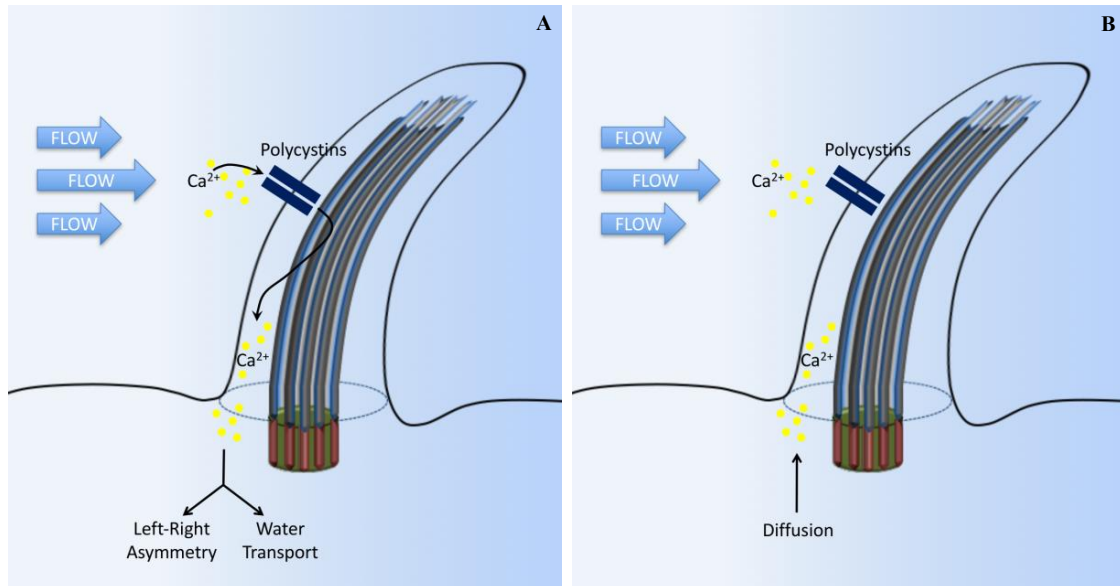 A
FLOW
FLOW
FLOW
Polycystins
Ca²⁺
Ca²⁺
Left-Right
Asymmetry
Water
Transport
B
FLOW
FLOW
FLOW
Polycystins
Ca²⁺
Ca²⁺
Diffusion